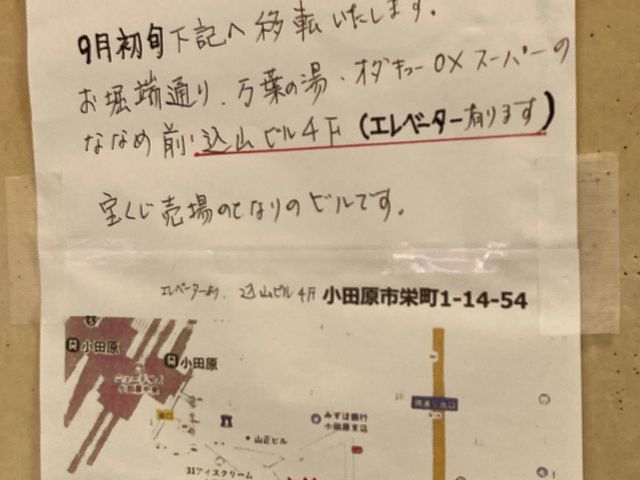 9月初旬下記へ移転いたします。
お堀端通り、万葉の湯・オダキューOXスーパーの
ななめ前、込山ビル4F(エレベーター有ります)
宝くじ売場のとなりのビルです。
エレベーターあり、込山ビル4F 小田原市栄町1-14-54
小田原
小田原
山正ビル
みずほ銀行
小田原支店
31アイスクリーム